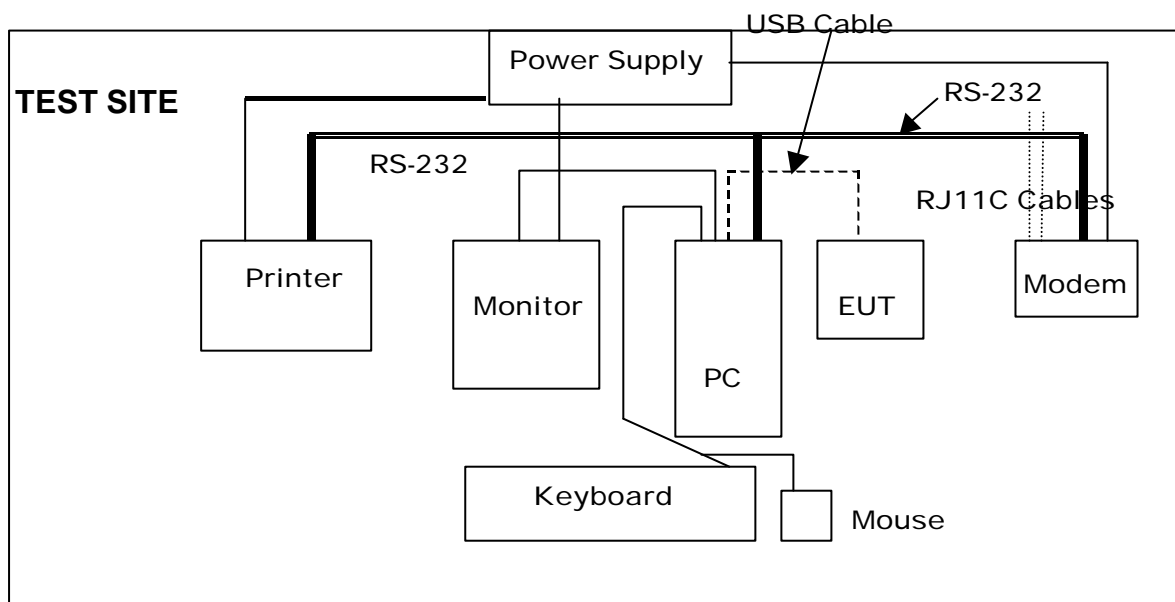 USB Cable
Power Supply
TEST SITE
RS-232
RS-232
RJ11C Cables
Printer
Monitor
PC
EUT
Modem
Keyboard
Mouse